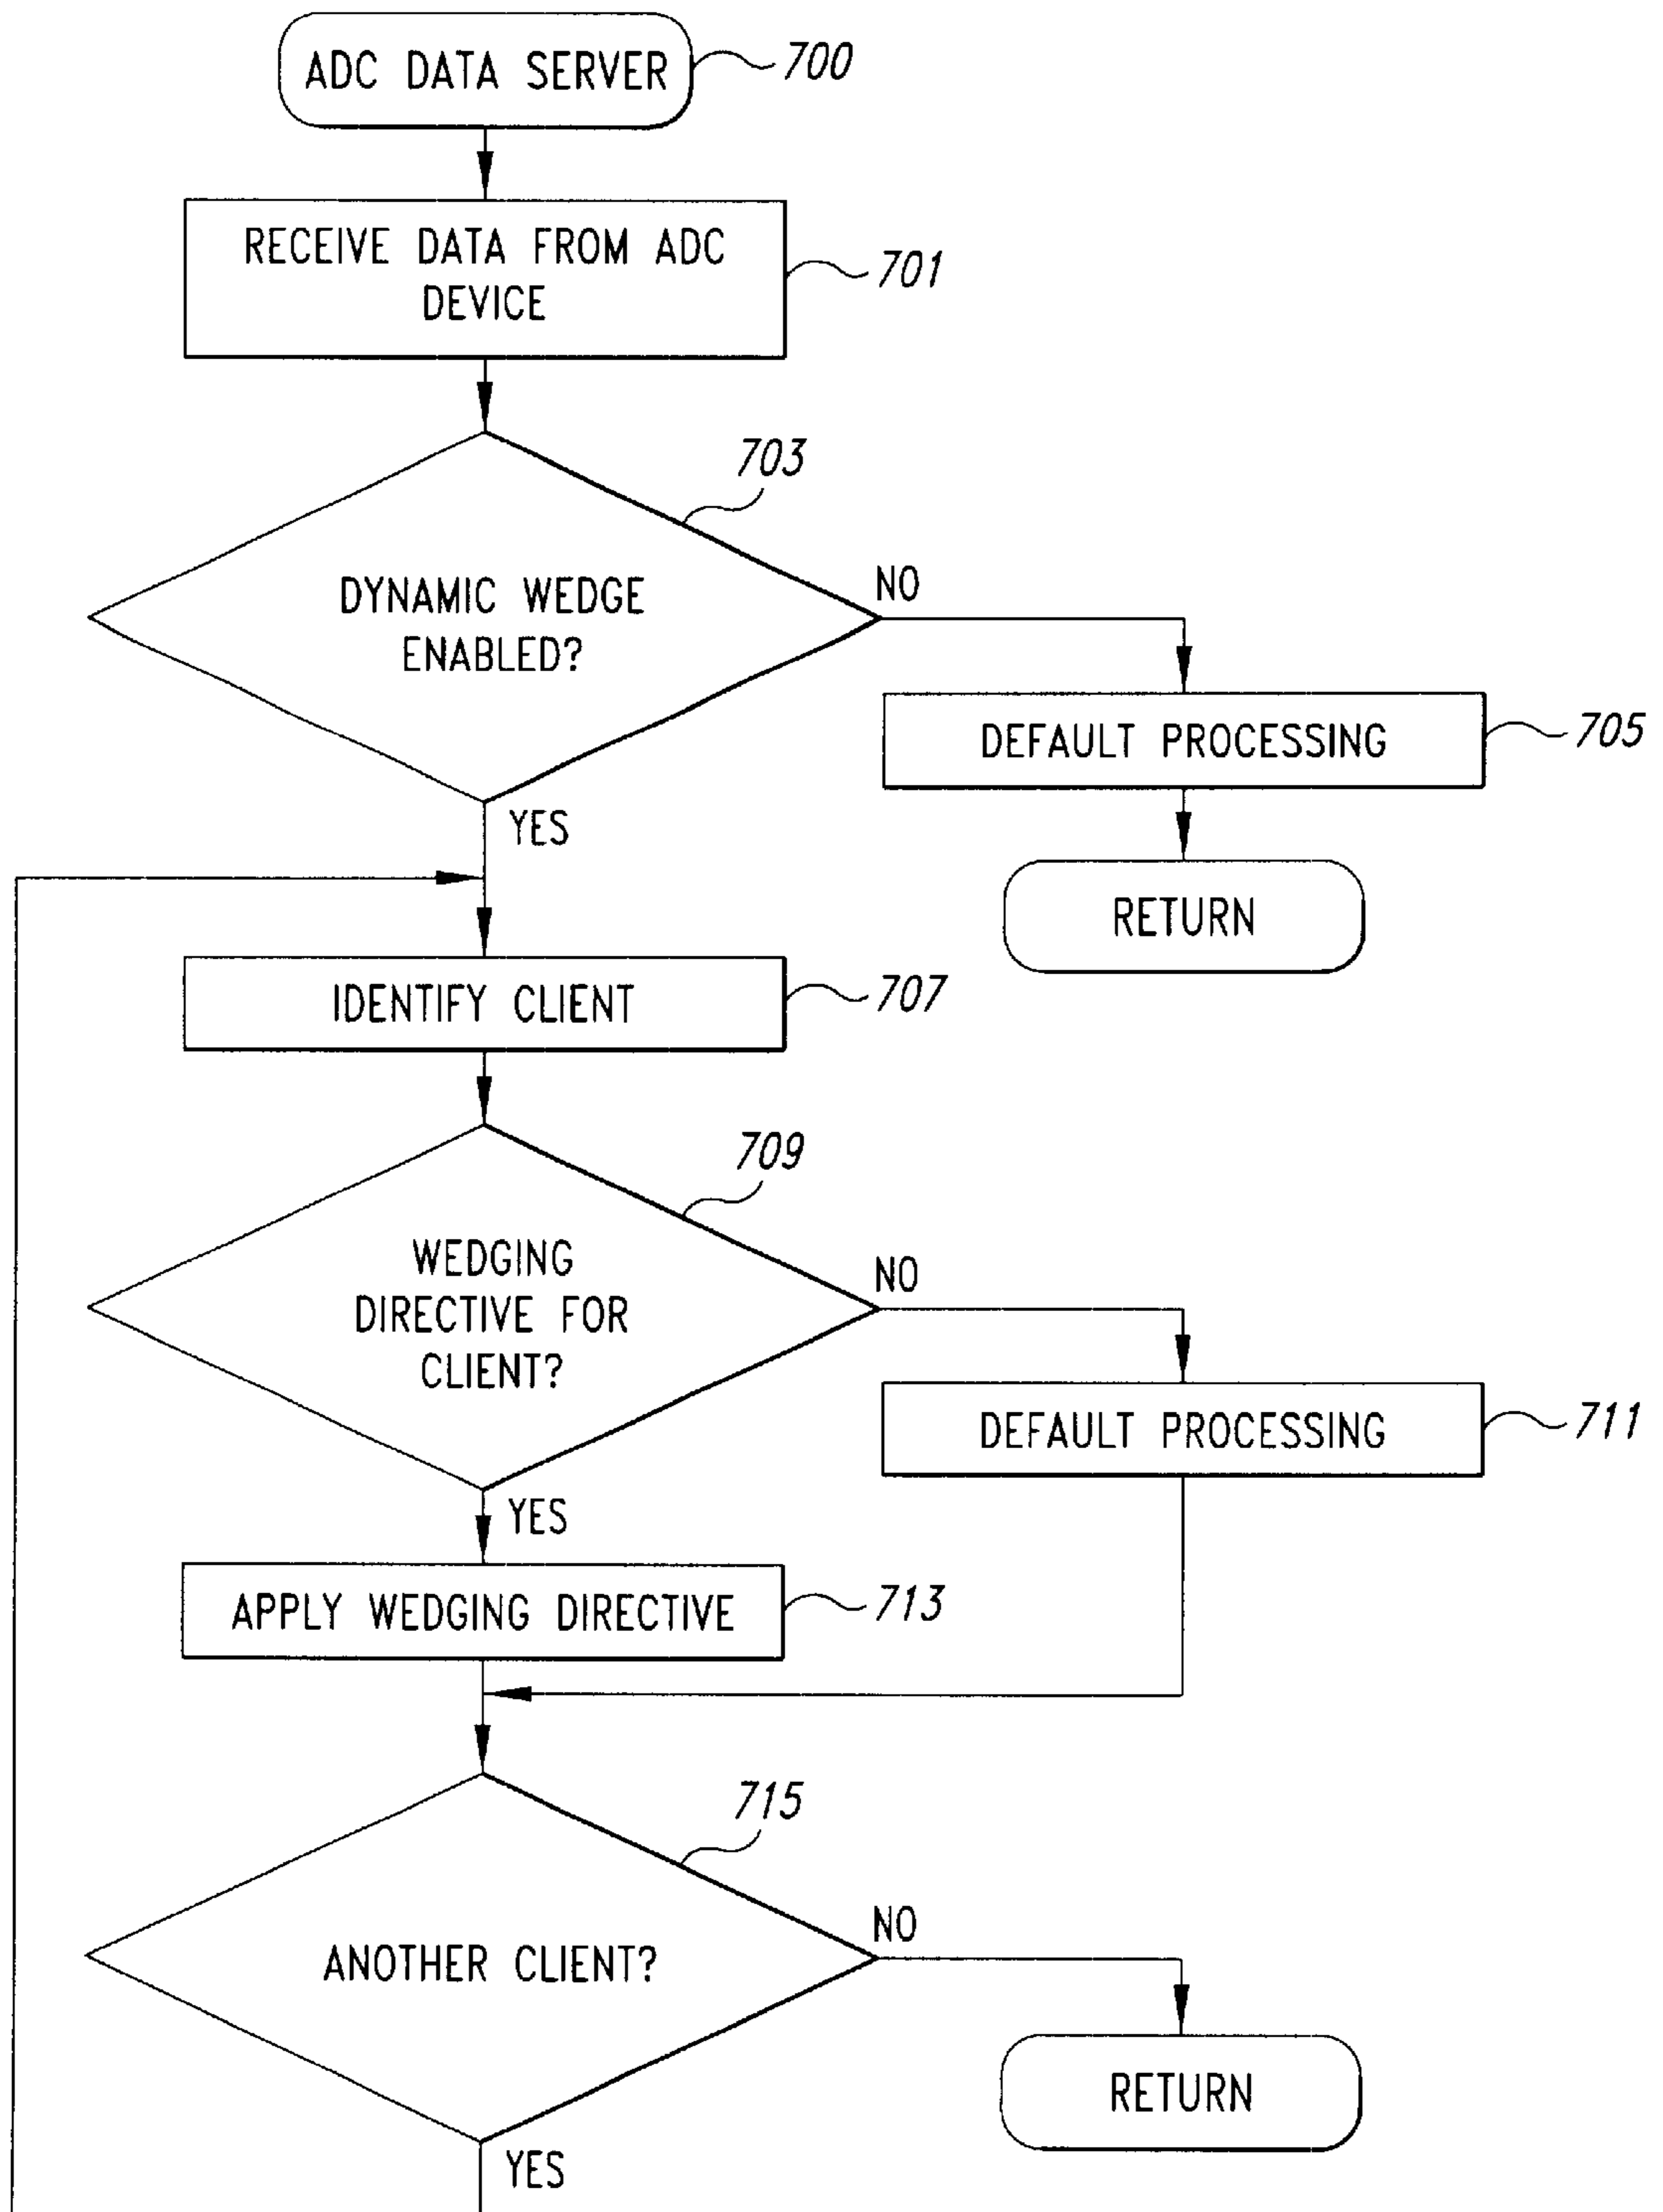 ADC DATA SERVER
700
RECEIVE DATA FROM ADC
DEVICE
701
703
DYNAMIC WEDGE
ENABLED?
NO
YES
DEFAULT PROCESSING
705
RETURN
IDENTIFY CLIENT
707
709
WEDGING
DIRECTIVE FOR
CLIENT?
NO
YES
DEFAULT PROCESSING
711
APPLY WEDGING DIRECTIVE
713
715
ANOTHER CLIENT?
NO
RETURN
YES